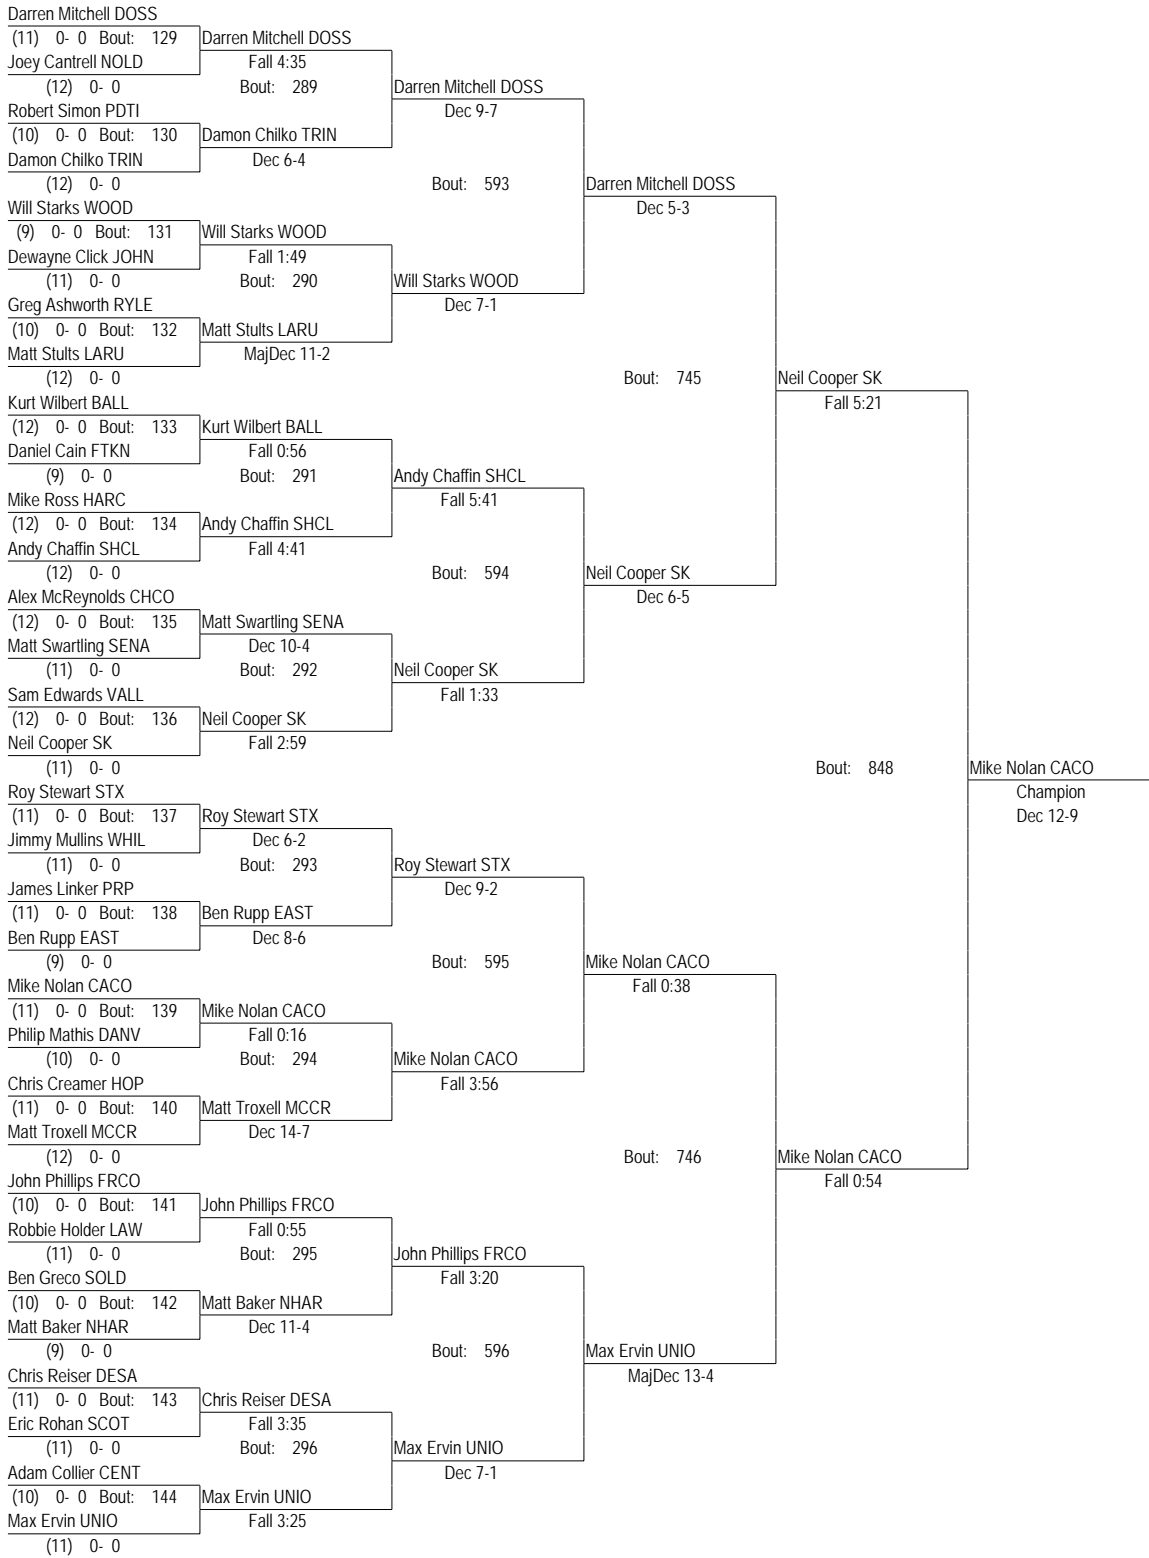 Darren Mitchell DOSS
(11) 0- 0 Bout: 129 Darren Mitchell DOSS
Joey Cantrell NOLD Fall 4:35
(12) 0- 0 Bout: 289 Darren Mitchell DOSS
Robert Simon PDTI Dec 9-7
(10) 0- 0 Bout: 130 Damon Chilko TRIN
Damon Chilko TRIN Dec 6-4
(12) 0- 0 Bout: 593 Darren Mitchell DOSS
Will Starks WOOD Dec 5-3
(9) 0- 0 Bout: 131 Will Starks WOOD
Dewayne Click JOHN Fall 1:49
(11) 0- 0 Bout: 290 Will Starks WOOD
Greg Ashworth RYLE Dec 7-1
(10) 0- 0 Bout: 132 Matt Stults LARU
Matt Stults LARU MajDec 11-2
(12) 0- 0 Bout: 745 Neil Cooper SK
Kurt Wilbert BALL Fall 5:21
(12) 0- 0 Bout: 133 Kurt Wilbert BALL
Daniel Cain FTKN Fall 0:56
(9) 0- 0 Bout: 291 Andy Chaffin SHCL
Mike Ross HARC Fall 5:41
(12) 0- 0 Bout: 134 Andy Chaffin SHCL
Andy Chaffin SHCL Fall 4:41
(12) 0- 0 Bout: 594 Neil Cooper SK
Alex McReynolds CHCO Dec 6-5
(12) 0- 0 Bout: 135 Matt Swartling SENA
Matt Swartling SENA Dec 10-4
(11) 0- 0 Bout: 292 Neil Cooper SK
Sam Edwards VALL Fall 1:33
(12) 0- 0 Bout: 136 Neil Cooper SK
Neil Cooper SK Fall 2:59
(11) 0- 0 Bout: 848 Mike Nolan CACO
Roy Stewart STX Champion
(11) 0- 0 Bout: 137 Roy Stewart STX Dec 12-9
Jimmy Mullins WHIL Dec 6-2
(11) 0- 0 Bout: 293 Roy Stewart STX
James Linker PRP Dec 9-2
(11) 0- 0 Bout: 138 Ben Rupp EAST
Ben Rupp EAST Dec 8-6
(9) 0- 0 Bout: 595 Mike Nolan CACO
Mike Nolan CACO Fall 0:38
(11) 0- 0 Bout: 139 Mike Nolan CACO
Philip Mathis DANV Fall 0:16
(10) 0- 0 Bout: 294 Mike Nolan CACO
Chris Creamer HOP Fall 3:56
(11) 0- 0 Bout: 140 Matt Troxell MCCR
Matt Troxell MCCR Dec 14-7
(12) 0- 0 Bout: 746 Mike Nolan CACO
John Phillips FRCO Fall 0:54
(10) 0- 0 Bout: 141 John Phillips FRCO
Robbie Holder LAW Fall 0:55
(11) 0- 0 Bout: 295 John Phillips FRCO
Ben Greco SOLD Fall 3:20
(10) 0- 0 Bout: 142 Matt Baker NHAR
Matt Baker NHAR Dec 11-4
(9) 0- 0 Bout: 596 Max Ervin UNIO
Chris Reiser DESA MajDec 13-4
(11) 0- 0 Bout: 143 Chris Reiser DESA
Eric Rohan SCOT Fall 3:35
(11) 0- 0 Bout: 296 Max Ervin UNIO
Adam Collier CENT Dec 7-1
(10) 0- 0 Bout: 144 Max Ervin UNIO
Max Ervin UNIO Fall 3:25
(11) 0- 0